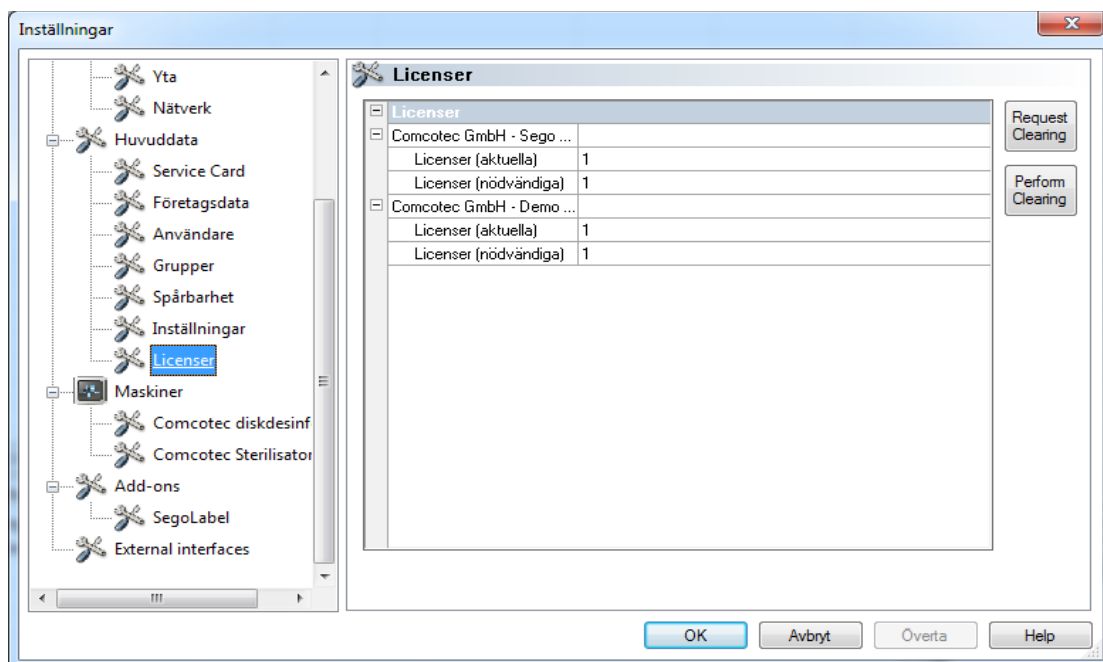 Inställningar
Yta
Nätverk
Huvuddata
Service Card
Företagsdata
Användare
Grupper
Spårbarhet
Inställningar
Licenser
Maskiner
Comcotec diskdesinf
Comcotec Sterilisator
Add-ons
SegoLabel
External interfaces
Licenser
Licenser
Comcotec GmbH - Sego ...
Licenser (aktuella) 1
Licenser (nödvändiga) 1
Comcotec GmbH - Demo ...
Licenser (aktuella) 1
Licenser (nödvändiga) 1
Request
Clearing
Perform
Clearing
OK Avbryt Överta Help